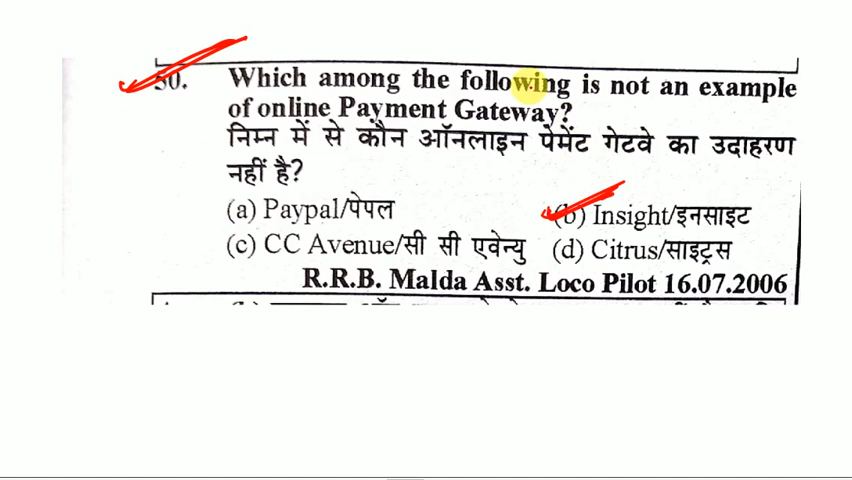 50. Which among the following is not an example
of online Payment Gateway?
निम्न में से कौन ऑनलाइन पेमेंट गेटवे का उदाहरण
नहीं है?
(a) Paypal/पेपल (b) Insight/इनसाइट
(c) CC Avenue/सी सी एवेन्यु (d) Citrus/साइट्रस
R.R.B. Malda Asst. Loco Pilot 16.07.2006